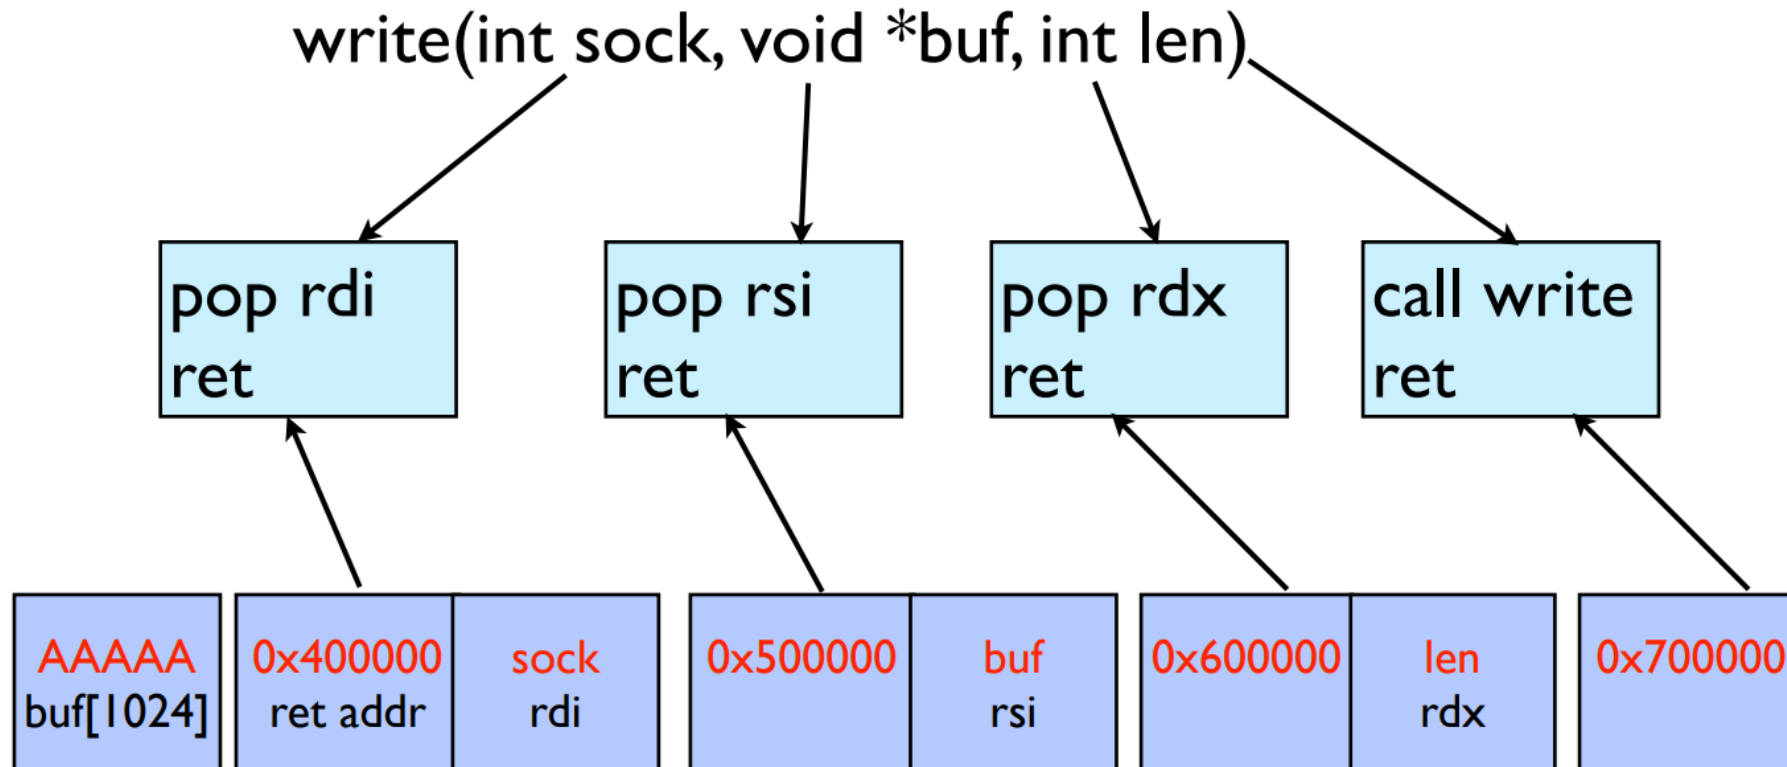 write(int sock, void *buf, int len)
pop rdi
ret
pop rsi
ret
pop rdx
ret
call write
ret
AAAAA
buf[1024]
0x400000
ret addr
sock
rdi
0x500000
buf
rsi
0x600000
len
rdx
0x700000